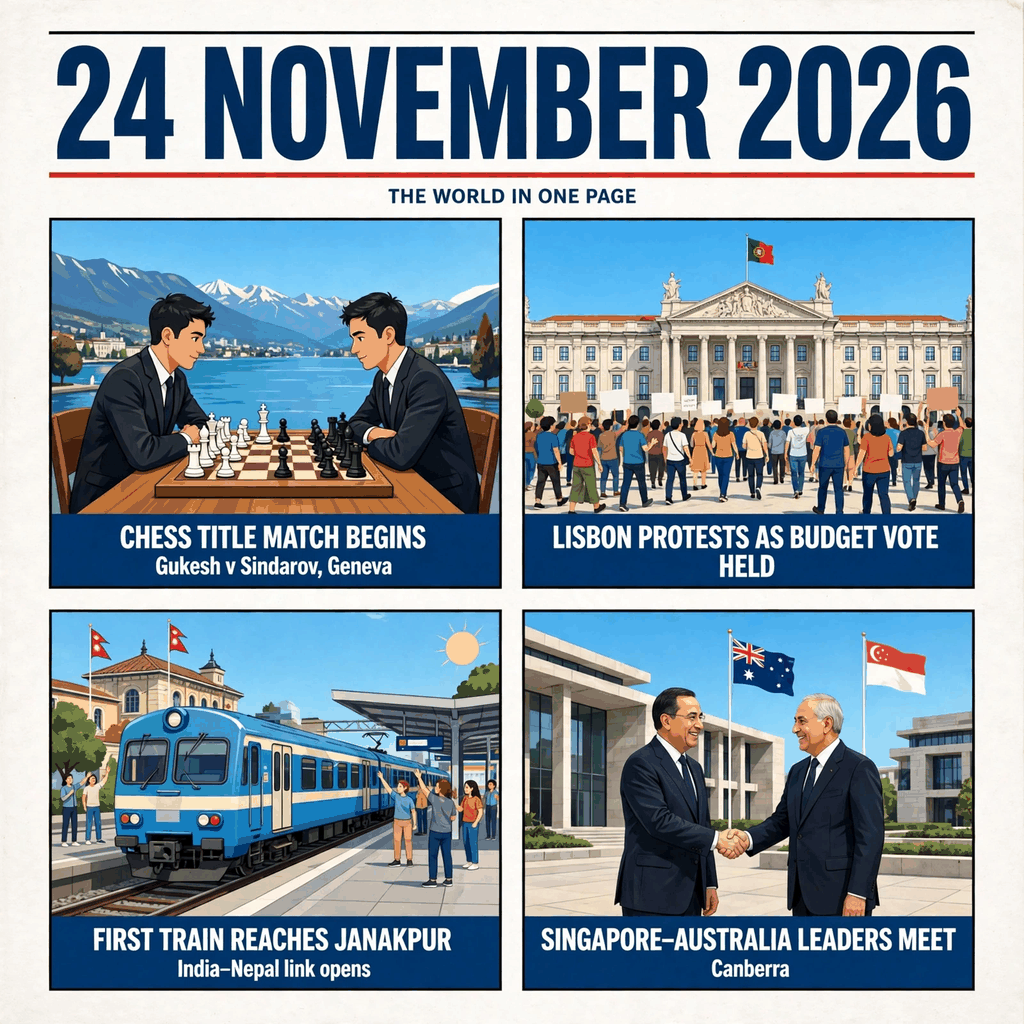 24 NOVEMBER 2026
THE WORLD IN ONE PAGE
CHESS TITLE MATCH BEGINS
Gukesh v Sindarov, Geneva
LISBON PROTESTS AS BUDGET VOTE
HELD
FIRST TRAIN REACHES JANAKPUR
India–Nepal link opens
SINGAPORE–AUSTRALIA LEADERS MEET
Canberra